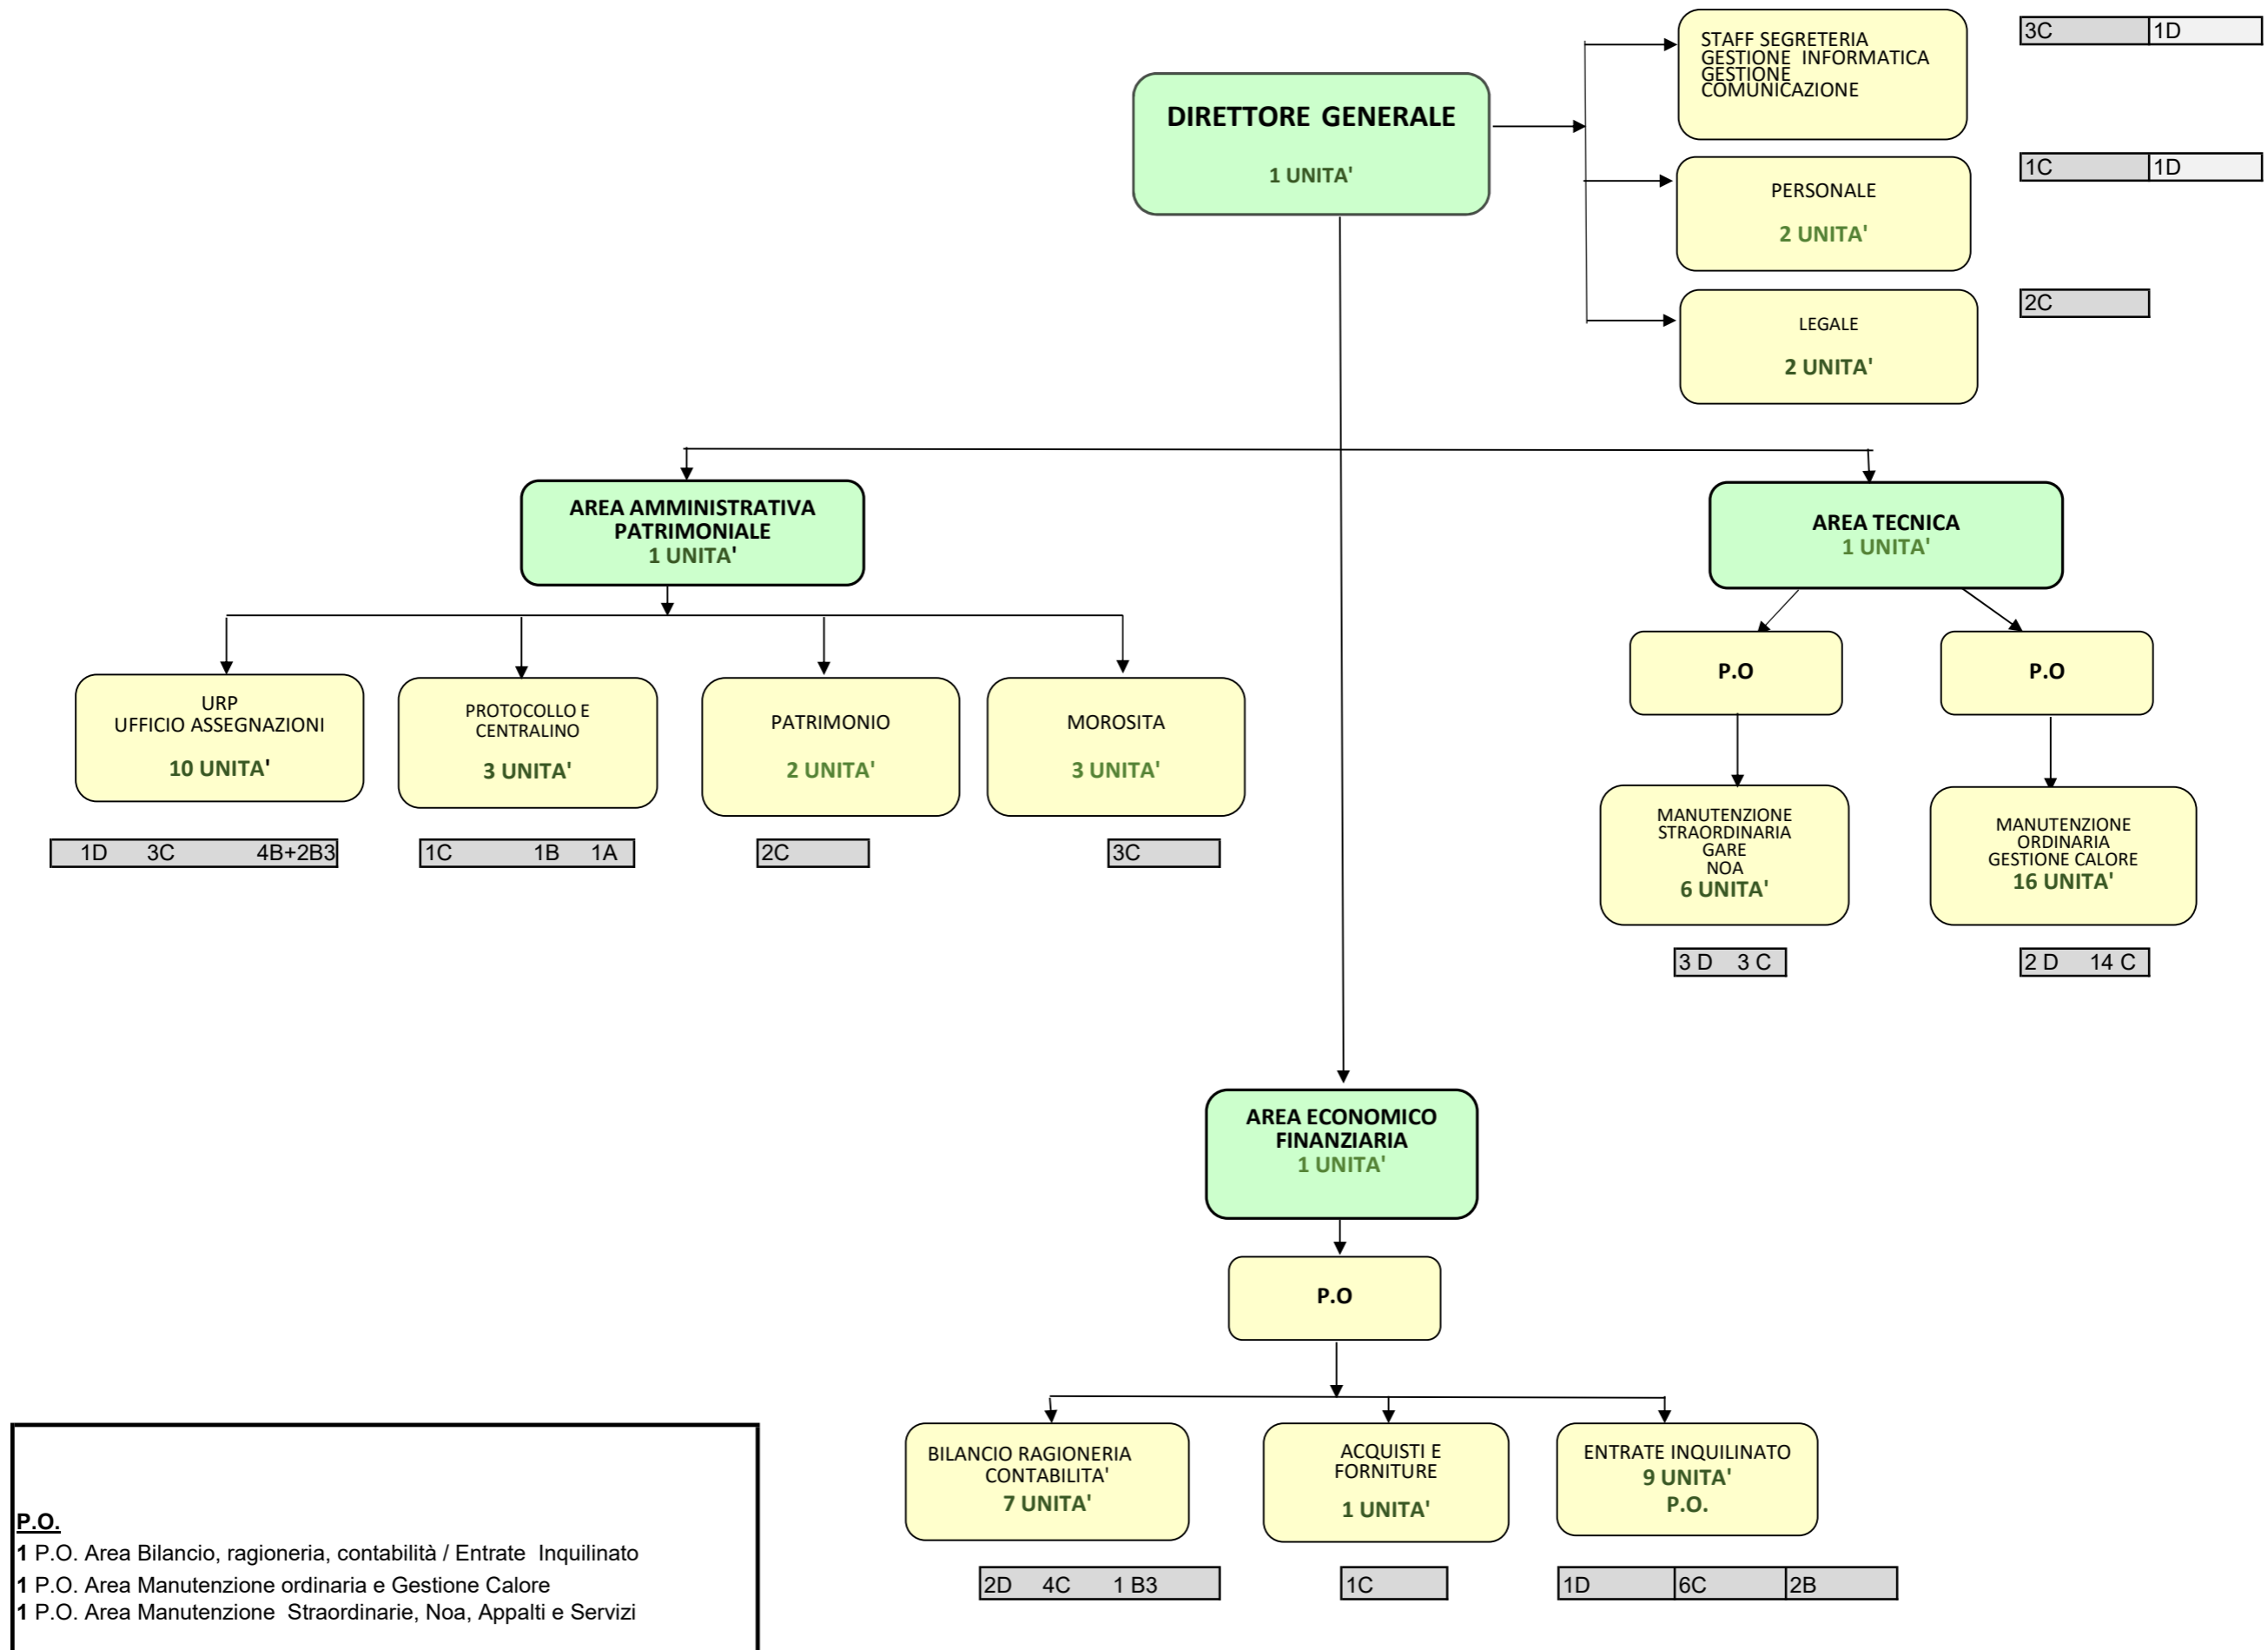 STAFF SEGRETERIA
GESTIONE INFORMATICA
GESTIONE
COMUNICAZIONE
3C 1D
DIRETTORE GENERALE
1 UNITA'
PERSONALE
2 UNITA'
1C 1D
LEGALE
2 UNITA'
2C
AREA AMMINISTRATIVA
PATRIMONIALE
1 UNITA'
AREA TECNICA
1 UNITA'
P.O
P.O
URP
UFFICIO ASSEGNAZIONI
10 UNITA'
PROTOCOLLO E
CENTRALINO
3 UNITA'
PATRIMONIO
2 UNITA'
MOROSITA
3 UNITA'
1D 3C 4B+2B3
1C 1B 1A
2C
3C
MANUTENZIONE
STRAORDINARIA
GARE
NOA
6 UNITA'
MANUTENZIONE
ORDINARIA
GESTIONE CALORE
16 UNITA'
3 D 3 C
2 D 14 C
AREA ECONOMICO
FINANZIARIA
1 UNITA'
P.O
BILANCIO RAGIONERIA
CONTABILITA'
7 UNITA'
ACQUISTI E
FORNITURE
1 UNITA'
ENTRATE INQUILINATO
9 UNITA'
P.O.
2D 4C 1 B3
1C
1D 6C 2B
P.O.
1 P.O. Area Bilancio, ragioneria, contabilità / Entrate Inquilinato
1 P.O. Area Manutenzione ordinaria e Gestione Calore
1 P.O. Area Manutenzione Straordinarie, Noa, Appalti e Servizi